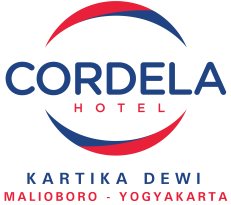 CORDELA
HOTEL
KARTIKA DEWI
MALIOBORO - YOGYAKARTA